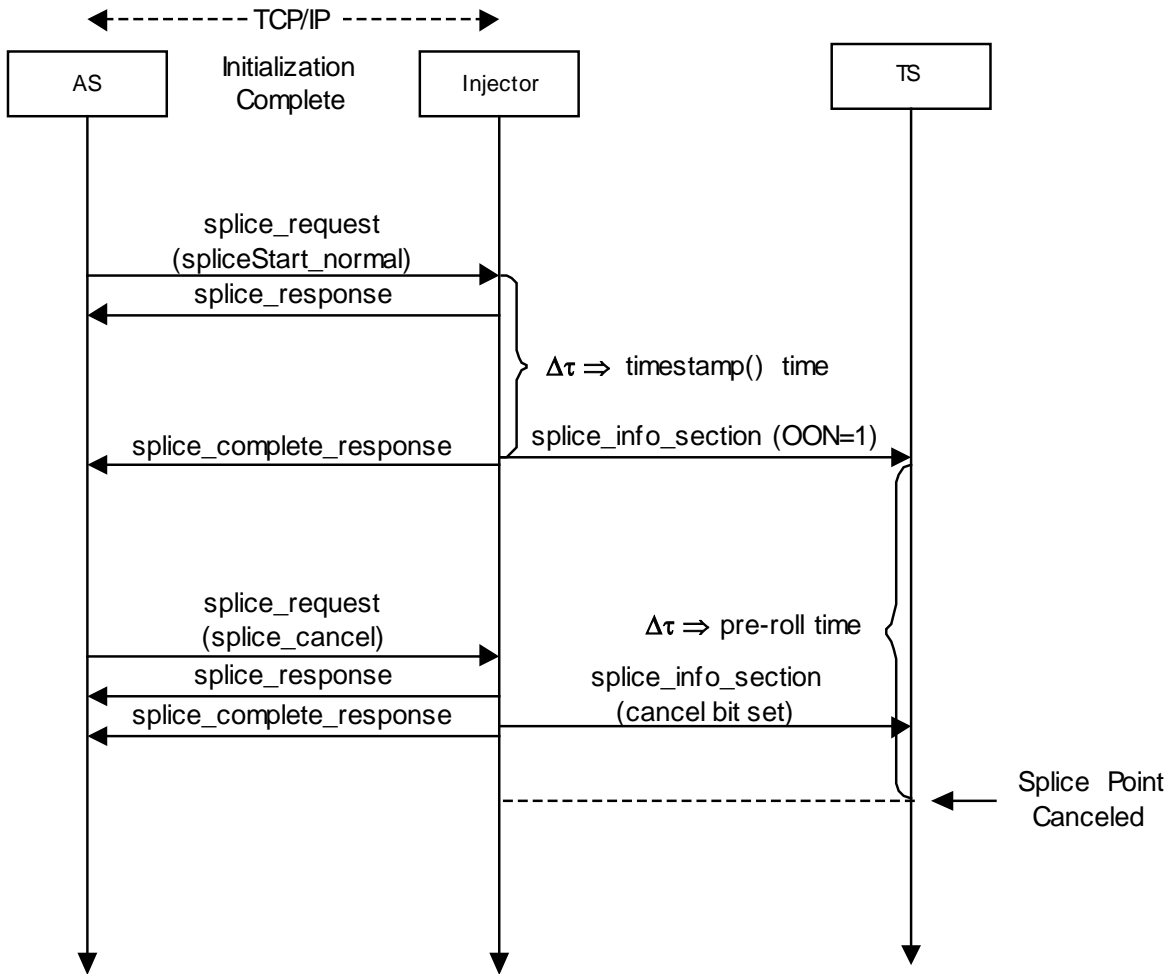 TCP/IP
AS
Initialization
Complete
Injector
TS
splice_request
(spliceStart_normal)
splice_response
Δτ ⇒ timestamp() time
splice_complete_response
splice_info_section (OON=1)
splice_request
(splice_cancel)
Δτ ⇒ pre-roll time
splice_response
splice_info_section
(cancel bit set)
splice_complete_response
Splice Point
Canceled